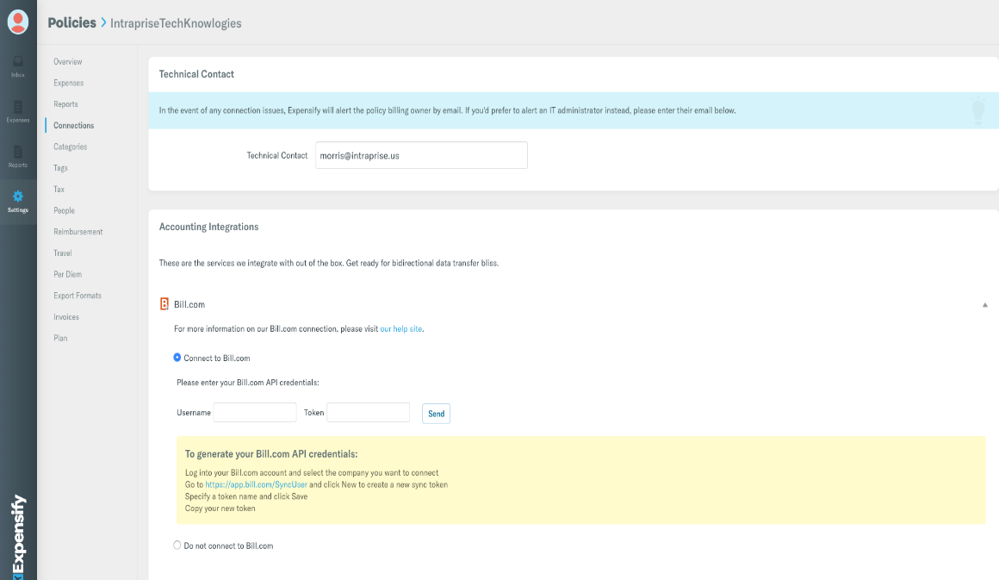 Policies > IntrapriseTechKnowlogies
Inbox
Expenses
Reports
Settings
Expensify
Overview
Expenses
Reports
Connections
Categories
Tags
Tax
People
Reimbursement
Travel
Per Diem
Export Formats
Invoices
Plan
Technical Contact
In the event of any connection issues, Expensify will alert the policy billing owner by email. If you'd prefer to alert an IT administrator instead, please enter their email below.
Technical Contact morris@intraprise.us
Accounting Integrations
These are the services we integrate with out of the box. Get ready for bidirectional data transfer bliss.
Bill.com
For more information on our Bill.com connection, please visit our help site.
Connect to Bill.com
Please enter your Bill.com API credentials:
Username Token Send
To generate your Bill.com API credentials:
Log into your Bill.com account and select the company you want to connect
Go to https://app.bill.com/SyncUser and click New to create a new sync token
Specify a token name and click Save
Copy your new token
Do not connect to Bill.com